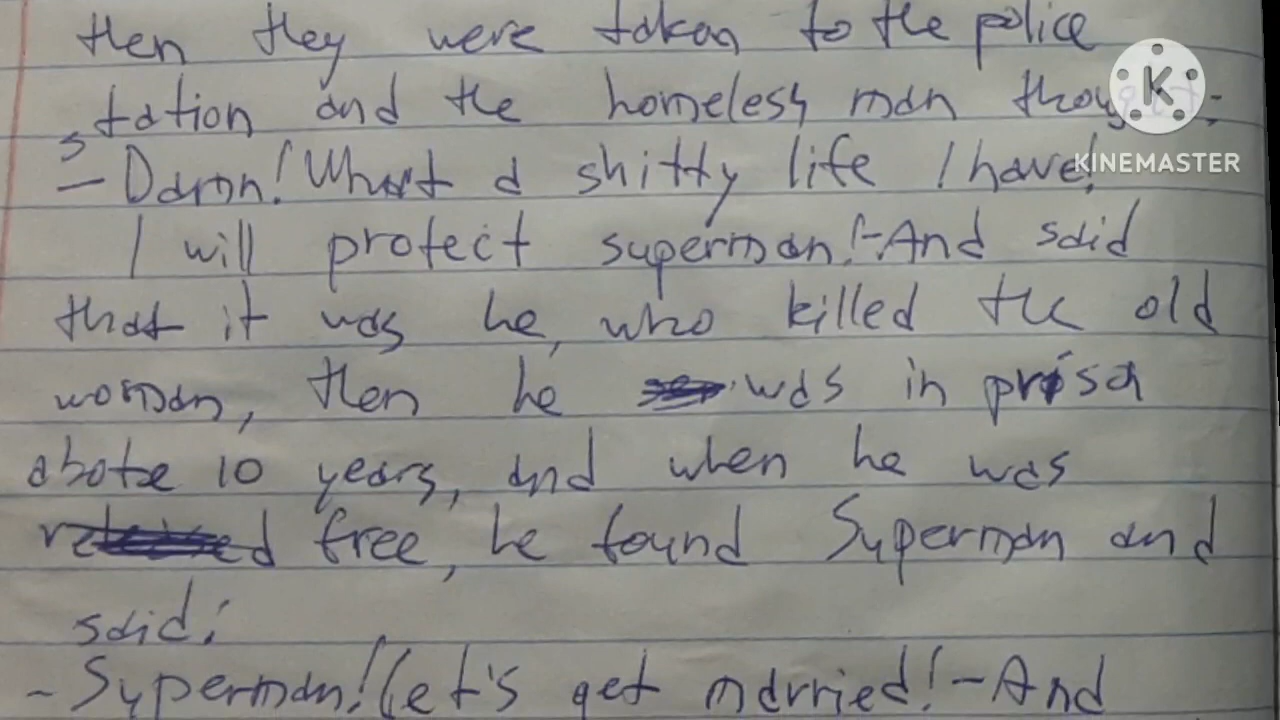 then they were taken to the police
station and the homeless man thought:
- Damn! What a shitty life I have!
I will protect superman! - And said
that it was he, who killed the old
woman, then he was in prison
abote 10 years, and when he was
free, he found Superman and
said:
- Superman! Let's get married! - And
K
KINEMASTER